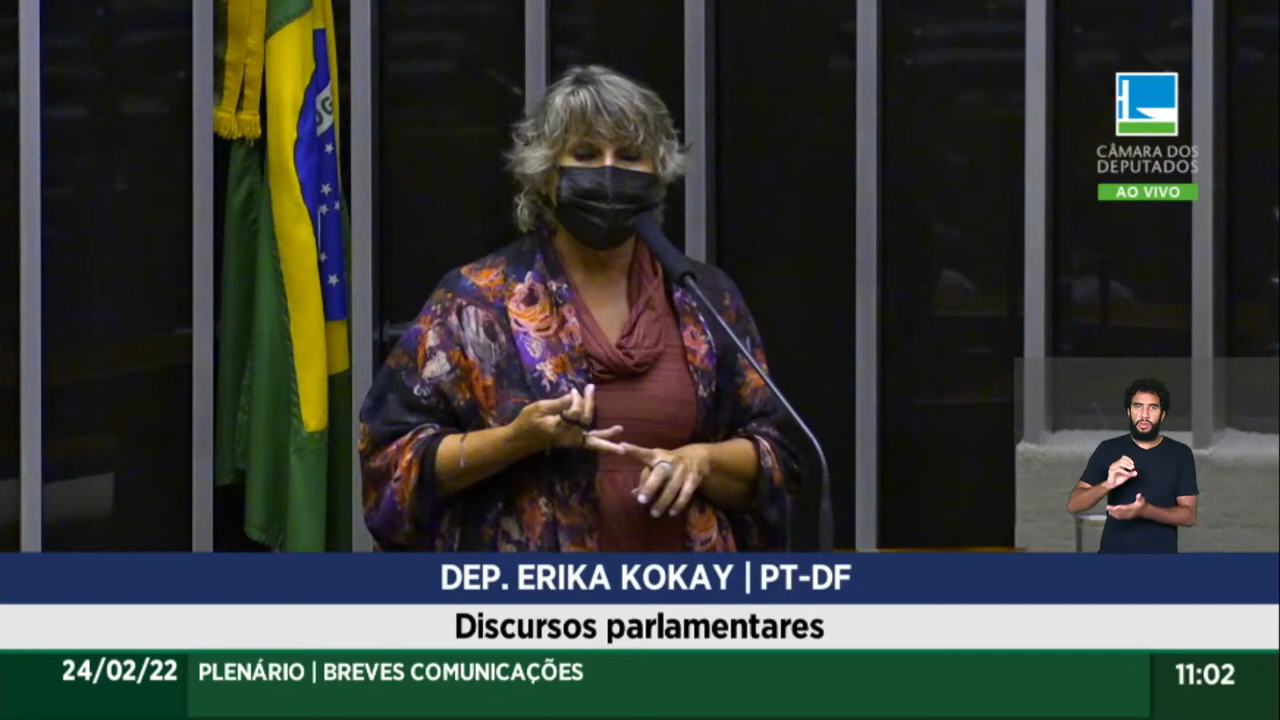 CÂMARA DOS
DEPUTADOS
AO VIVO
DEP. ERIKA KOKAY | PT-DF
Discursos parlamentares
24/02/22 PLENÁRIO | BREVES COMUNICAÇÕES 11:02